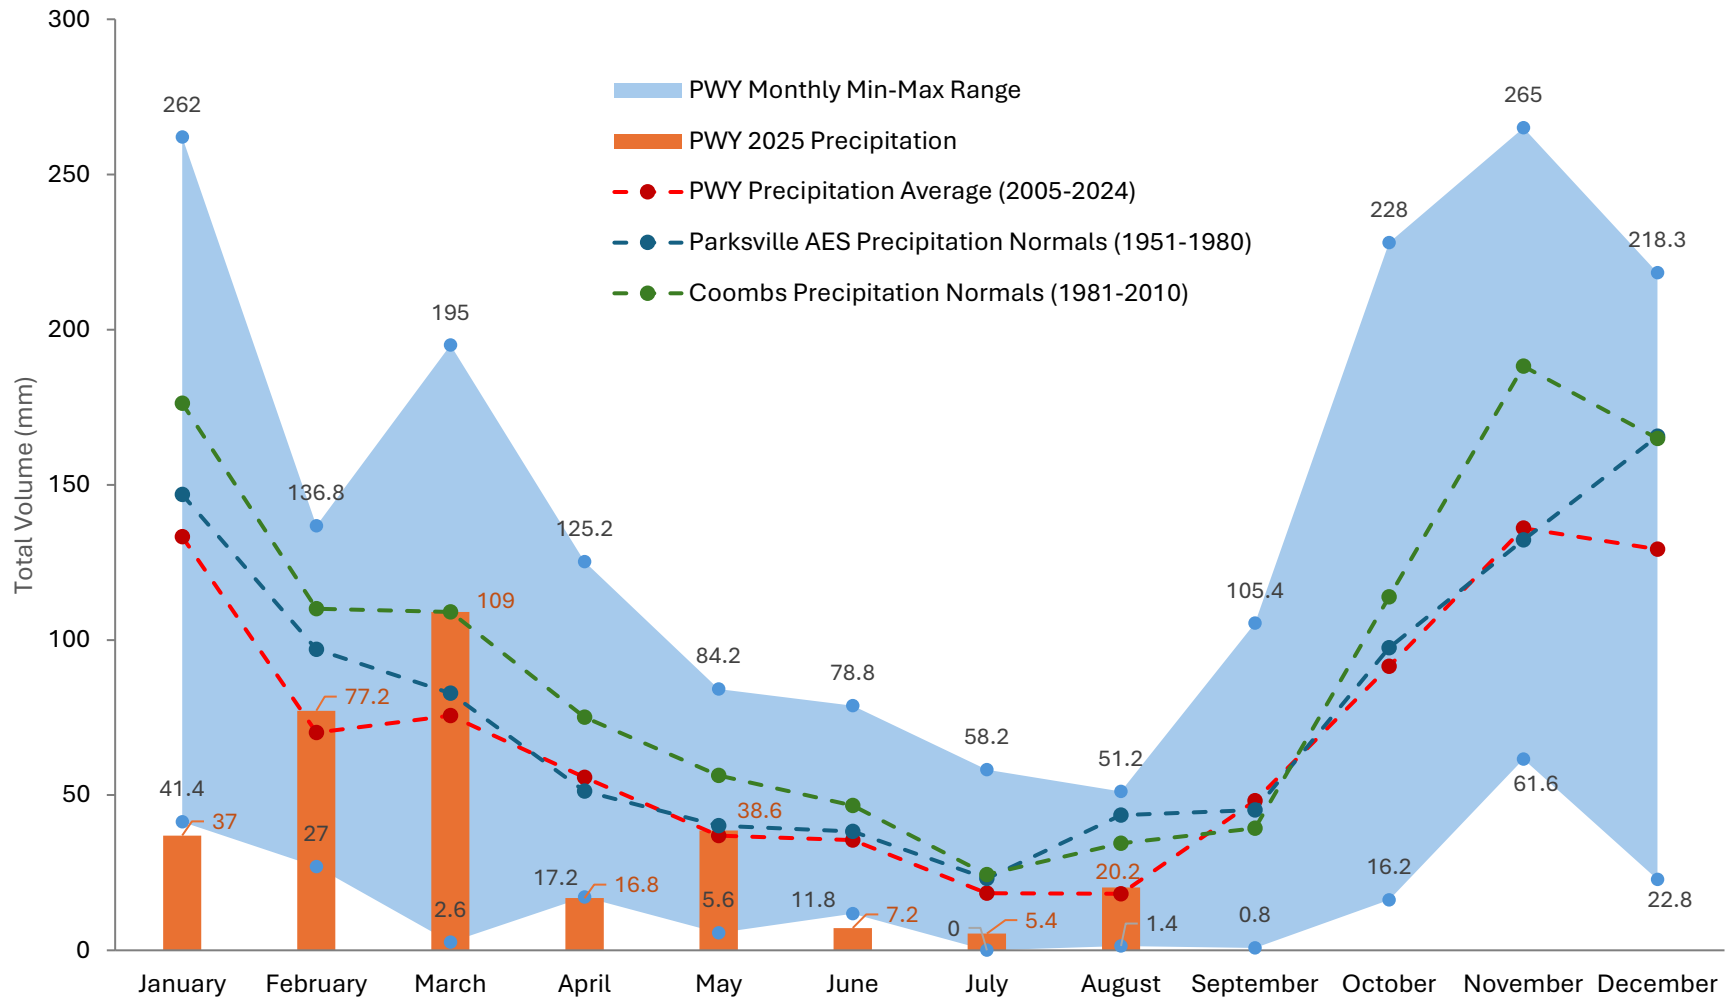 300
250
200
150
100
50
0
Total Volume (mm)
PWY Monthly Min-Max Range
PWY 2025 Precipitation
PWY Precipitation Average (2005-2024)
Parksville AES Precipitation Normals (1951-1980)
Coombs Precipitation Normals (1981-2010)
262
136.8
195
125.2
84.2
78.8
58.2
51.2
105.4
228
265
218.3
41.4
27
2.6
17.2
5.6
11.8
0
1.4
0.8
16.2
61.6
22.8
37
77.2
109
16.8
38.6
7.2
5.4
20.2
January
February
March
April
May
June
July
August
September
October
November
December